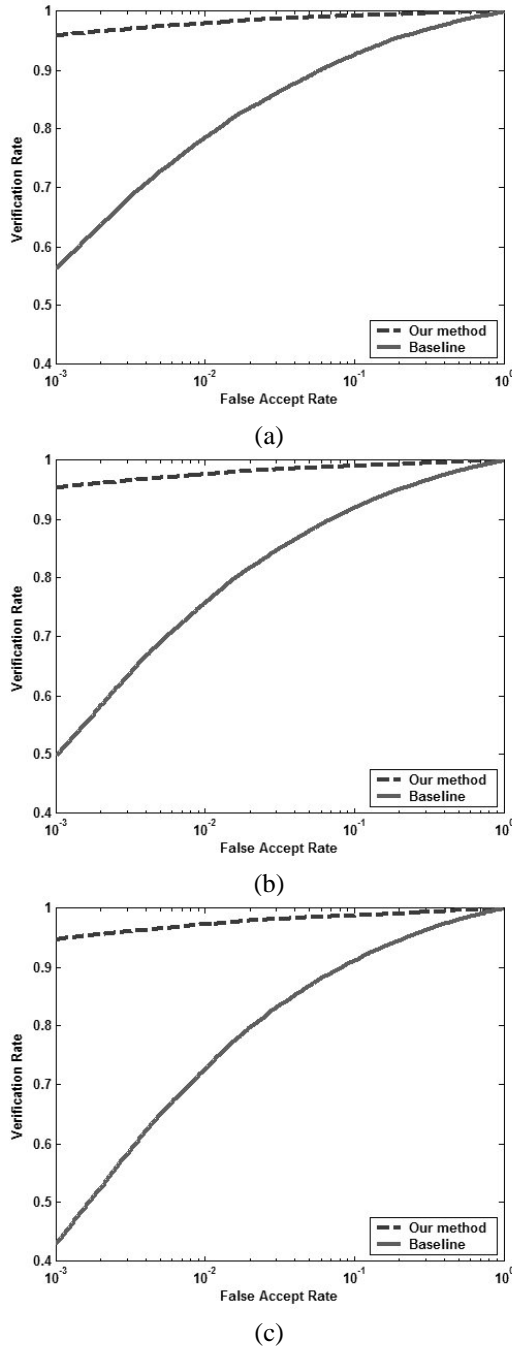 1
0.9
0.8
0.7
0.6
0.5
0.4
Verification Rate
Our method
Baseline
10^-3 10^-2 10^-1 10^0
False Accept Rate
(a)
1
0.9
0.8
0.7
0.6
0.5
0.4
Verification Rate
Our method
Baseline
10^-3 10^-2 10^-1 10^0
False Accept Rate
(b)
1
0.9
0.8
0.7
0.6
0.5
0.4
Verification Rate
Our method
Baseline
10^-3 10^-2 10^-1 10^0
False Accept Rate
(c)